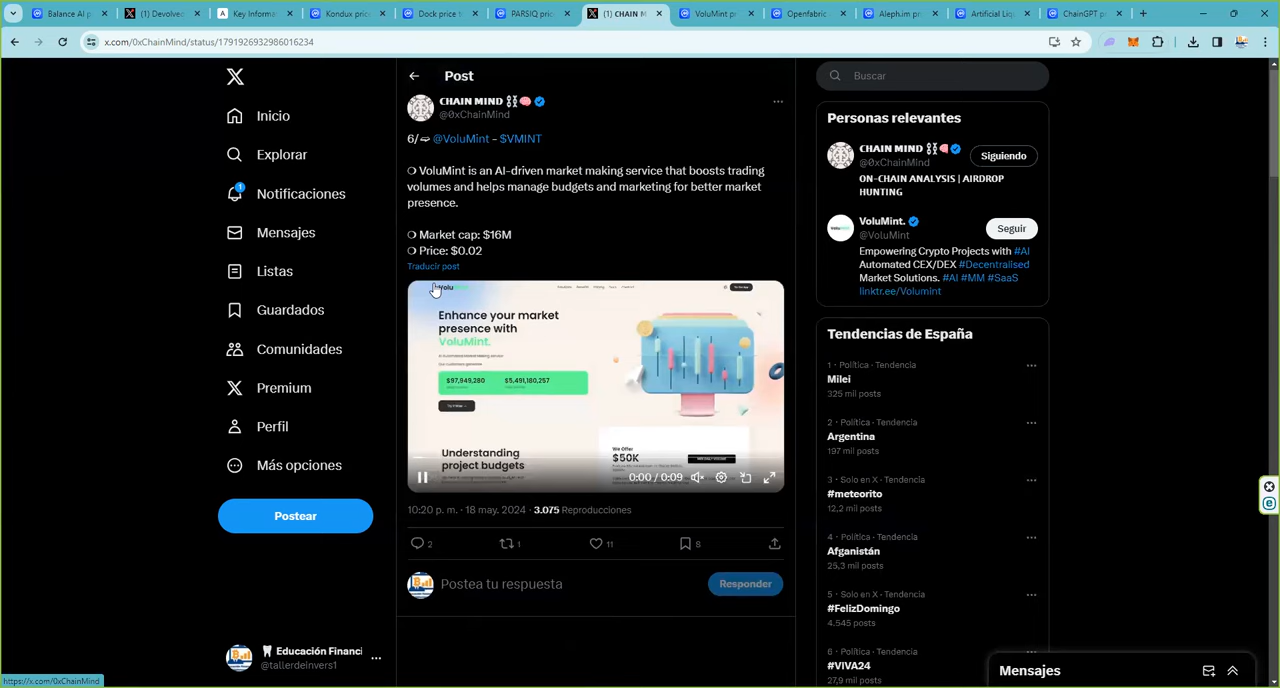 Balance AI p
(1) Devolved
Key Informa
Kondux pric
Dock price t
PARSIQ pric
(1) CHAIN M
VoluMint pr
Openfabric
Aleph.im pr
Artificial Liq
ChainGPT p
x.com/0xChainMind/status/1791926932986016234
Inicio
Explorar
Notificaciones
1
Mensajes
Listas
Guardados
Comunidades
Premium
Perfil
Más opciones
Postear
Educación Financi
@tallerdeinvers1
https://x.com/0xChainMind
Post
CHAIN MIND
@0xChainMind
6/ @VoluMint - $VMINT
❍ VoluMint is an AI-driven market making service that boosts trading
volumes and helps manage budgets and marketing for better market
presence.
❍ Market cap: $16M
❍ Price: $0.02
Traducir post
Enhance your market
presence with
VoluMint.
$97,949,280
$5,491,180,257
Understanding
project budgets
We Offer
$50K
0:00 / 0:09
10:20 p. m. · 18 may. 2024 · 3.075 Reproducciones
2
1
11
8
Postea tu respuesta
Responder
Buscar
Personas relevantes
CHAIN MIND
@0xChainMind
Siguiendo
ON-CHAIN ANALYSIS | AIRDROP
HUNTING
VoluMint.
@VoluMint
Seguir
Empowering Crypto Projects with #AI
Automated CEX/DEX #Decentralised
Market Solutions. #AI #MM #SaaS
linktr.ee/Volumint
Tendencias de España
1 · Política · Tendencia
Milei
325 mil posts
2 · Política · Tendencia
Argentina
197 mil posts
3 · Solo en X · Tendencia
#meteorito
12,2 mil posts
4 · Política · Tendencia
Afganistán
25,3 mil posts
5 · Solo en X · Tendencia
#FelizDomingo
4.545 posts
6 · Política · Tendencia
#VIVA24
27,9 mil posts
Mensajes